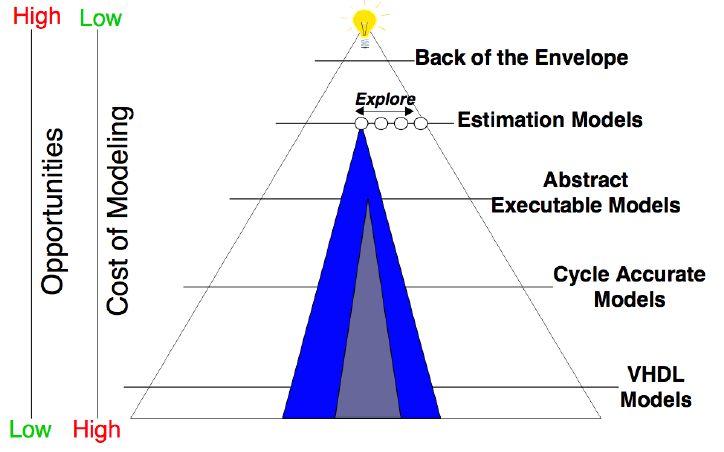 High Low
Back of the Envelope
Explore
Estimation Models
Opportunities
Cost of Modeling
Abstract
Executable Models
Cycle Accurate
Models
VHDL
Models
Low High